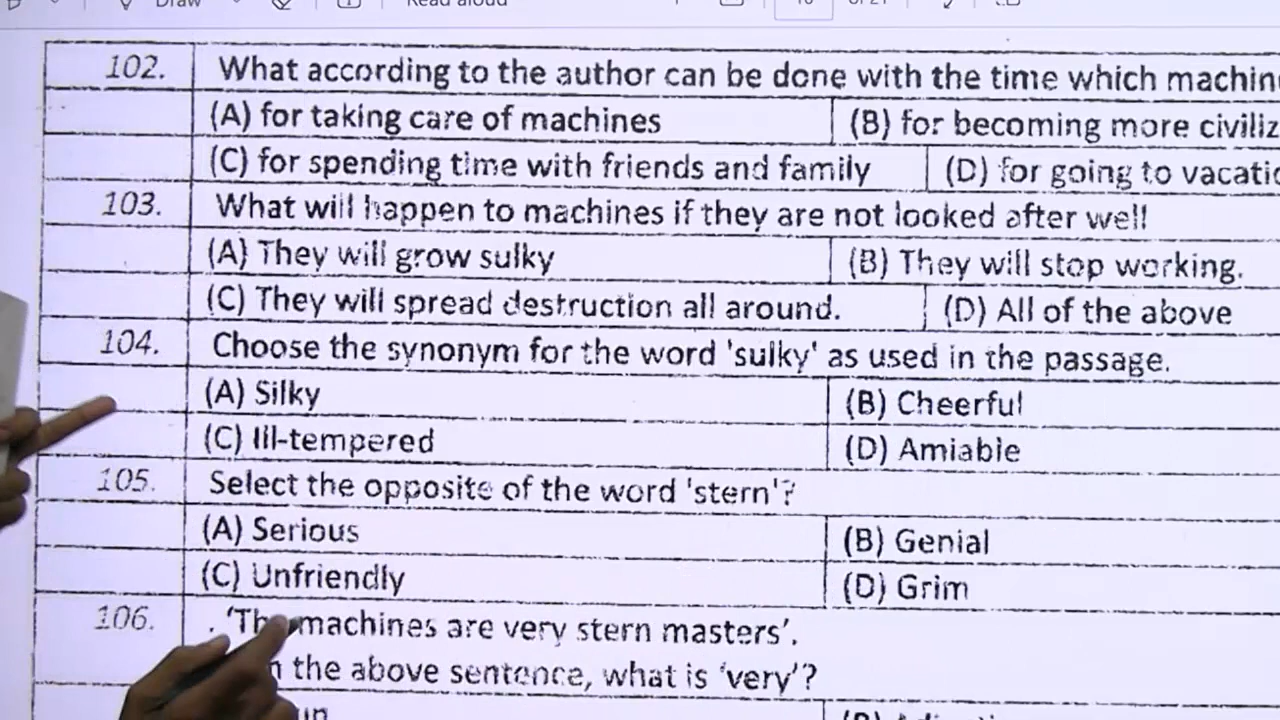 Draw
Read aloud
of 21
102. What according to the author can be done with the time which
(A) for taking care of machines (B) for becoming more
(C) for spending time with friends and family (D) for going to
103. What will happen to machines if they are not looked after well
(A) They will grow sulky (B) They will stop working.
(C) They will spread destruction all around. (D) All of the above
104. Choose the synonym for the word 'sulky' as used in the passage.
(A) Silky (B) Cheerful
(C) Ill-tempered (D) Amiable
105. Select the opposite of the word 'stern'?
(A) Serious (B) Genial
(C) Unfriendly (D) Grim
106. . 'The machines are very stern masters'.
the above sentence, what is 'very'?